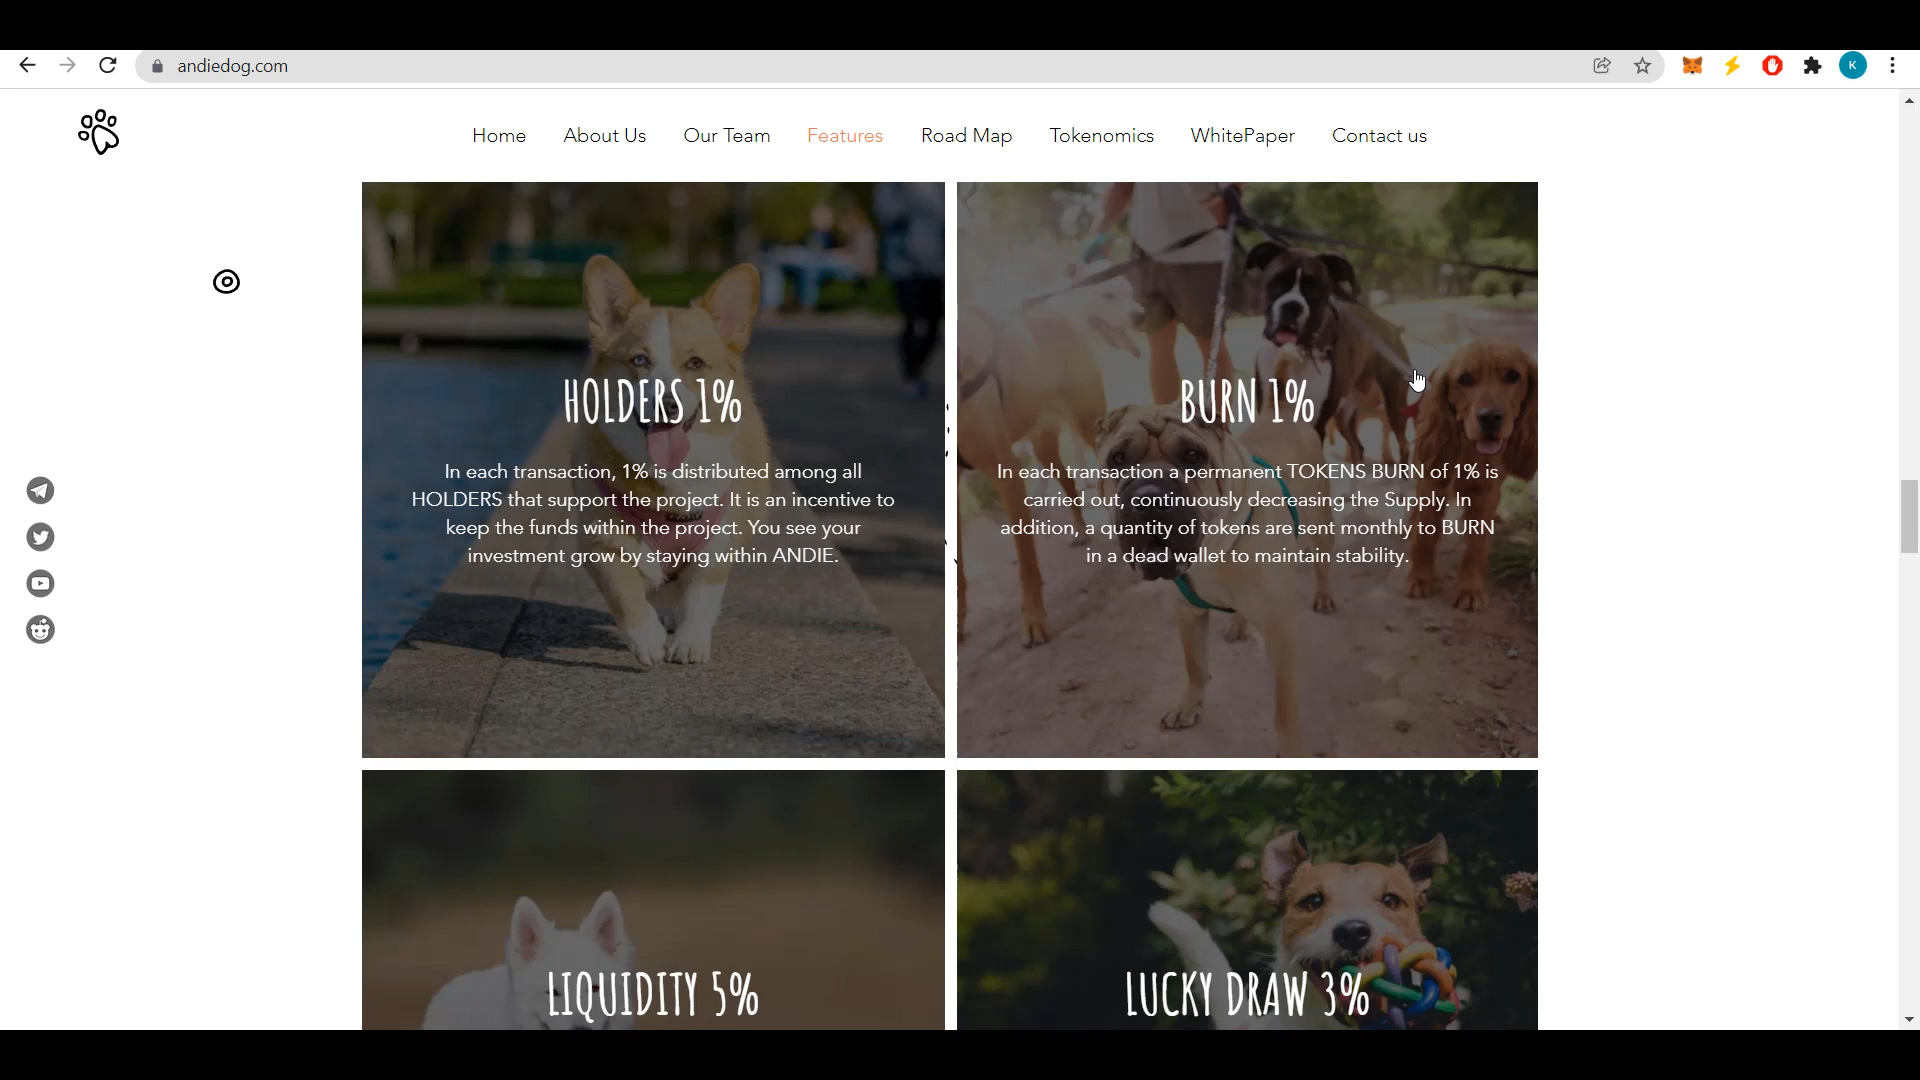 andiedog.com
K
Home About Us Our Team Features Road Map Tokenomics WhitePaper Contact us
HOLDERS 1%
In each transaction, 1% is distributed among all
HOLDERS that support the project. It is an incentive to
keep the funds within the project. You see your
investment grow by staying within ANDIE.
BURN 1%
In each transaction a permanent TOKENS BURN of 1% is
carried out, continuously decreasing the Supply. In
addition, a quantity of tokens are sent monthly to BURN
in a dead wallet to maintain stability.
LIQUIDITY 5%
LUCKY DRAW 3%